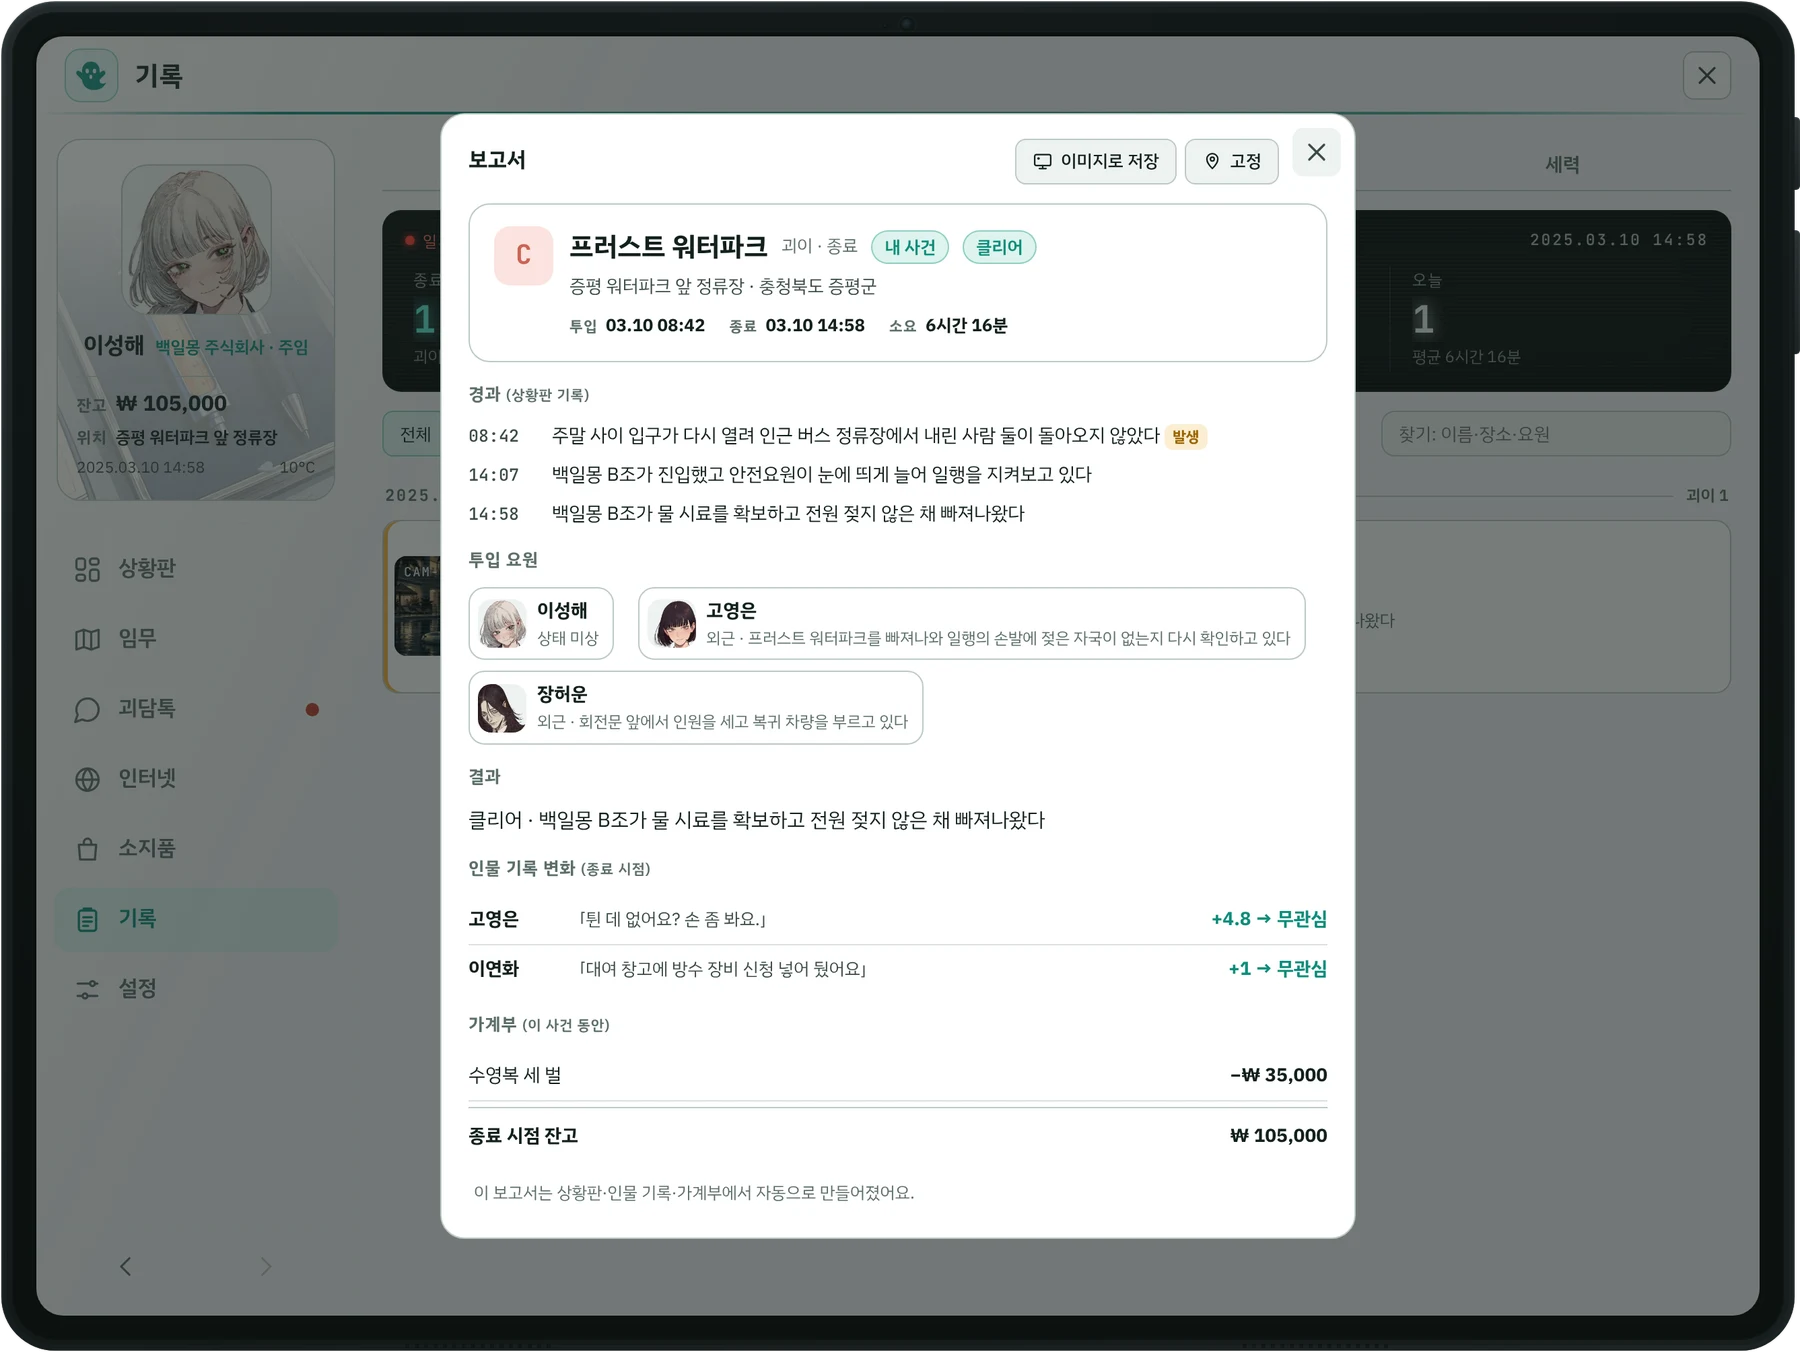 기록
이성해 백일몽 주식회사 · 주임
잔고 ₩ 105,000
위치 증평 워터파크 앞 정류장
2025.03.10 14:58 10°C
상황판
임무
괴담톡
인터넷
소지품
기록
설정
세력
일
종료
1
괴이
2025.03.10 14:58
오늘
1
평균 6시간 16분
전체
찾기: 이름·장소·요원
2025.
괴이 1
CAM
나왔다
보고서
이미지로 저장
고정
C
프러스트 워터파크 괴이 · 종료 내 사건 클리어
증평 워터파크 앞 정류장 · 충청북도 증평군
투입 03.10 08:42 종료 03.10 14:58 소요 6시간 16분
경과 (상황판 기록)
08:42 주말 사이 입구가 다시 열려 인근 버스 정류장에서 내린 사람 둘이 돌아오지 않았다 발생
14:07 백일몽 B조가 진입했고 안전요원이 눈에 띄게 늘어 일행을 지켜보고 있다
14:58 백일몽 B조가 물 시료를 확보하고 전원 젖지 않은 채 빠져나왔다
투입 요원
이성해
상태 미상
고영은
외근 · 프러스트 워터파크를 빠져나와 일행의 손발에 젖은 자국이 없는지 다시 확인하고 있다
장허운
외근 · 회전문 앞에서 인원을 세고 복귀 차량을 부르고 있다
결과
클리어 · 백일몽 B조가 물 시료를 확보하고 전원 젖지 않은 채 빠져나왔다
인물 기록 변화 (종료 시점)
고영은 「튄 데 없어요? 손 좀 봐요.」 +4.8 → 무관심
이연화 「대여 창고에 방수 장비 신청 넣어 뒀어요」 +1 → 무관심
가계부 (이 사건 동안)
수영복 세 벌 −₩ 35,000
종료 시점 잔고 ₩ 105,000
이 보고서는 상황판·인물 기록·가계부에서 자동으로 만들어졌어요.